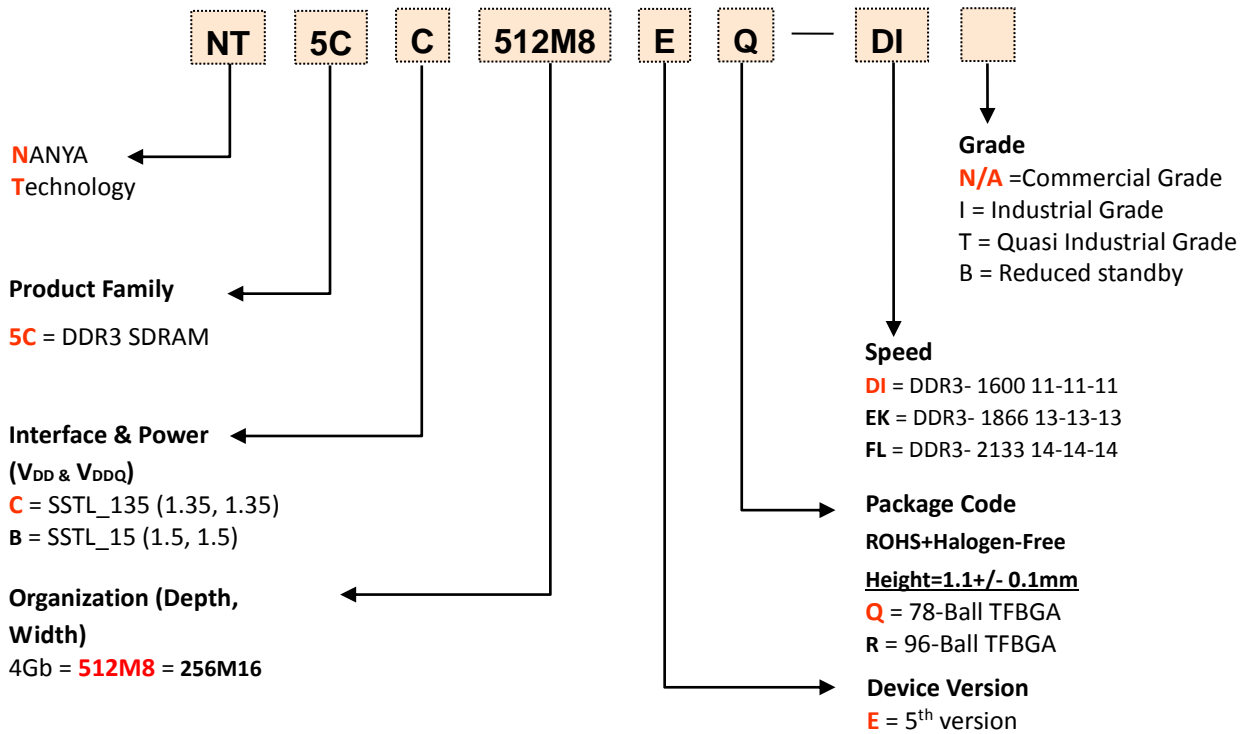 NT 5C C 512M8 E Q — DI
NANYA
Technology
Product Family
5C = DDR3 SDRAM
Interface & Power
(VDD & VDDQ)
C = SSTL_135 (1.35, 1.35)
B = SSTL_15 (1.5, 1.5)
Organization (Depth,
Width)
4Gb = 512M8 = 256M16
Grade
N/A =Commercial Grade
I = Industrial Grade
T = Quasi Industrial Grade
B = Reduced standby
Speed
DI = DDR3- 1600 11-11-11
EK = DDR3- 1866 13-13-13
FL = DDR3- 2133 14-14-14
Package Code
ROHS+Halogen-Free
Height=1.1+/- 0.1mm
Q = 78-Ball TFBGA
R = 96-Ball TFBGA
Device Version
E = 5th version